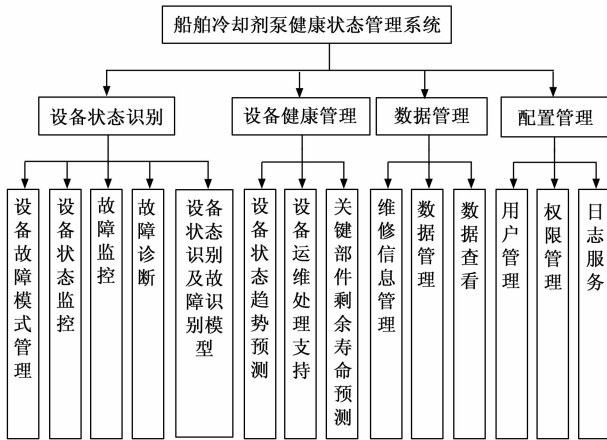 船舶冷却剂泵健康状态管理系统
设备状态识别
设备健康管理
数据管理
配置管理
设备故障模式管理
设备状态监控
故障监控
故障诊断
设备状态识别及故障识别模型
设备状态趋势预测
设备运维处理支持
关键部件剩余寿命预测
维修信息管理
数据管理
数据查看
用户管理
权限管理
日志服务